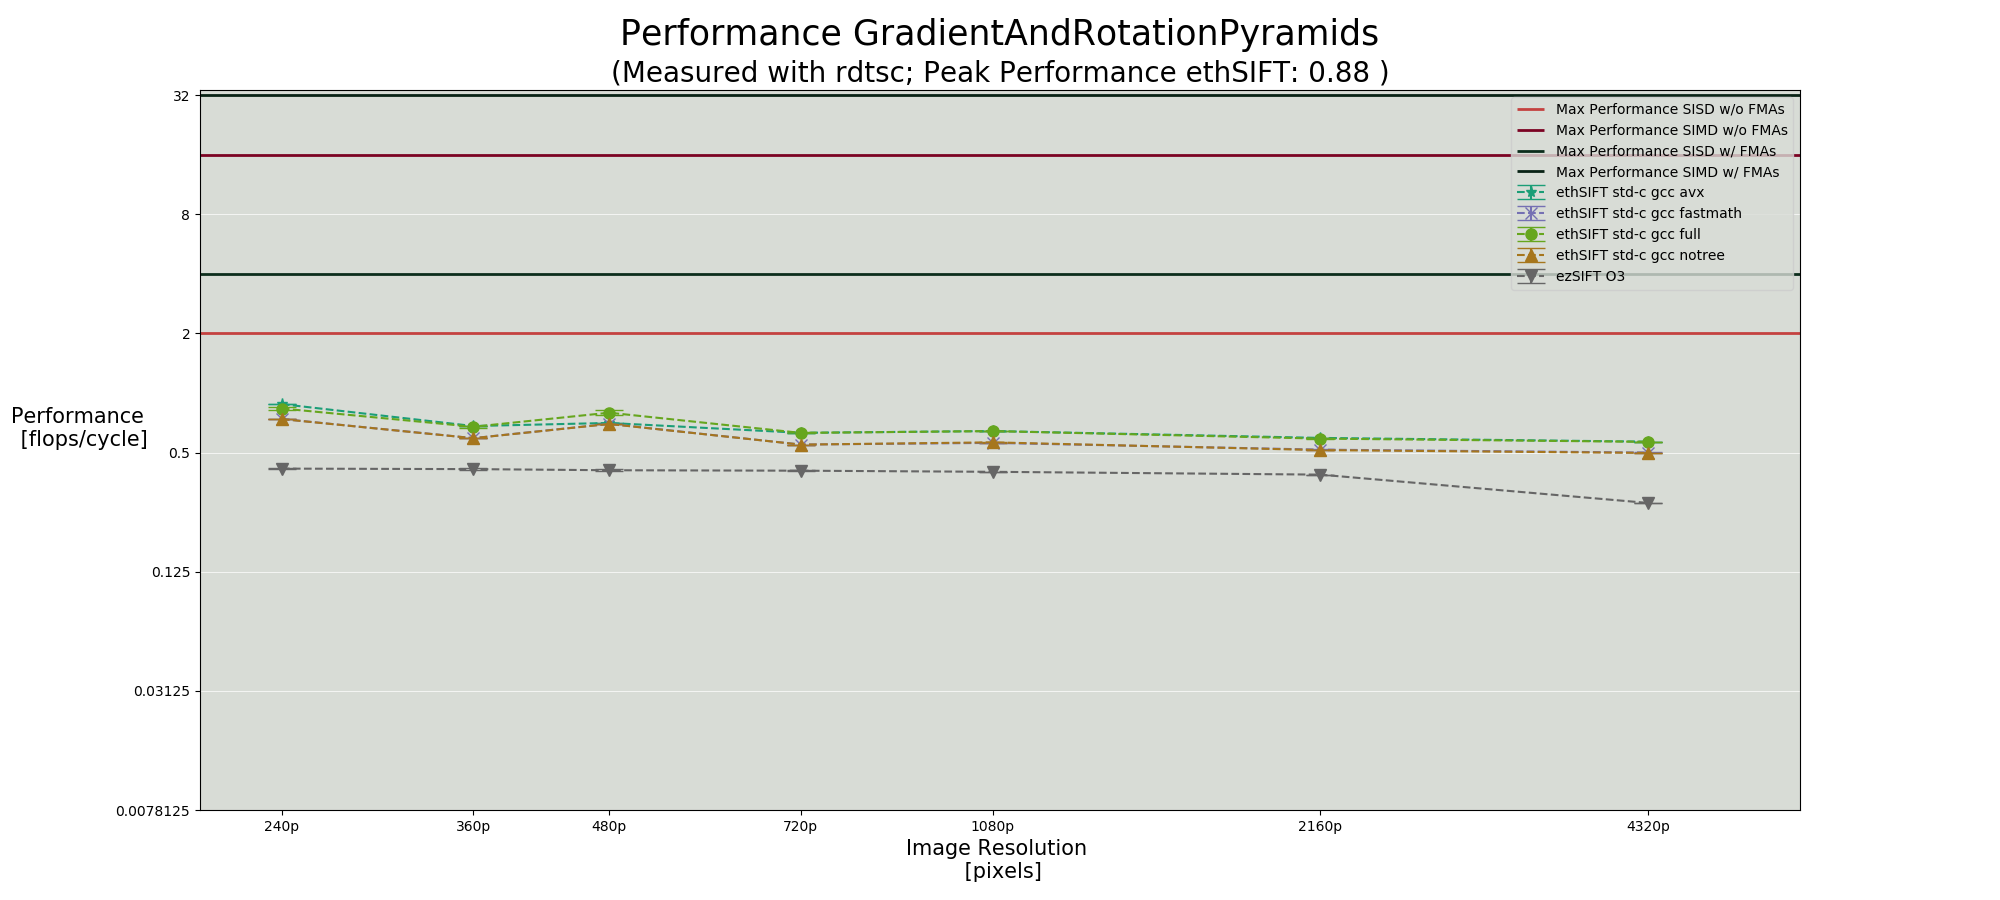 Performance GradientAndRotationPyramids
(Measured with rdtsc; Peak Performance ethSIFT: 0.88 )
32
8
2
0.5
0.125
0.03125
0.0078125
Performance
[flops/cycle]
Max Performance SISD w/o FMAs
Max Performance SIMD w/o FMAs
Max Performance SISD w/ FMAs
Max Performance SIMD w/ FMAs
ethSIFT std-c gcc avx
ethSIFT std-c gcc fastmath
ethSIFT std-c gcc full
ethSIFT std-c gcc notree
ezSIFT O3
240p 360p 480p 720p 1080p 2160p 4320p
Image Resolution
[pixels]